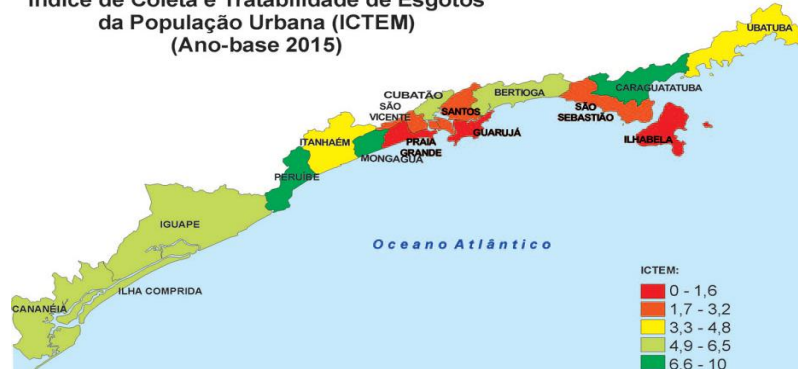 Índice de Coleta e Tratabilidade de Esgotos
da População Urbana (ICTEM)
(Ano-base 2015)
UBATUBA
CARAGUATATUBA
BERTIOGA
CUBATÃO
SÃO
VICENTE
SANTOS
SÃO
SEBASTIÃO
GUARUJÁ
ILHABELA
ITANHAÉM
PRAIA
GRANDE
MONGAGUÁ
PERUÍBE
IGUAPE
Oceano Atlântico
ILHA COMPRIDA
CANANÉIA
ICTEM:
0 - 1,6
1,7 - 3,2
3,3 - 4,8
4,9 - 6,5
6,6 - 10